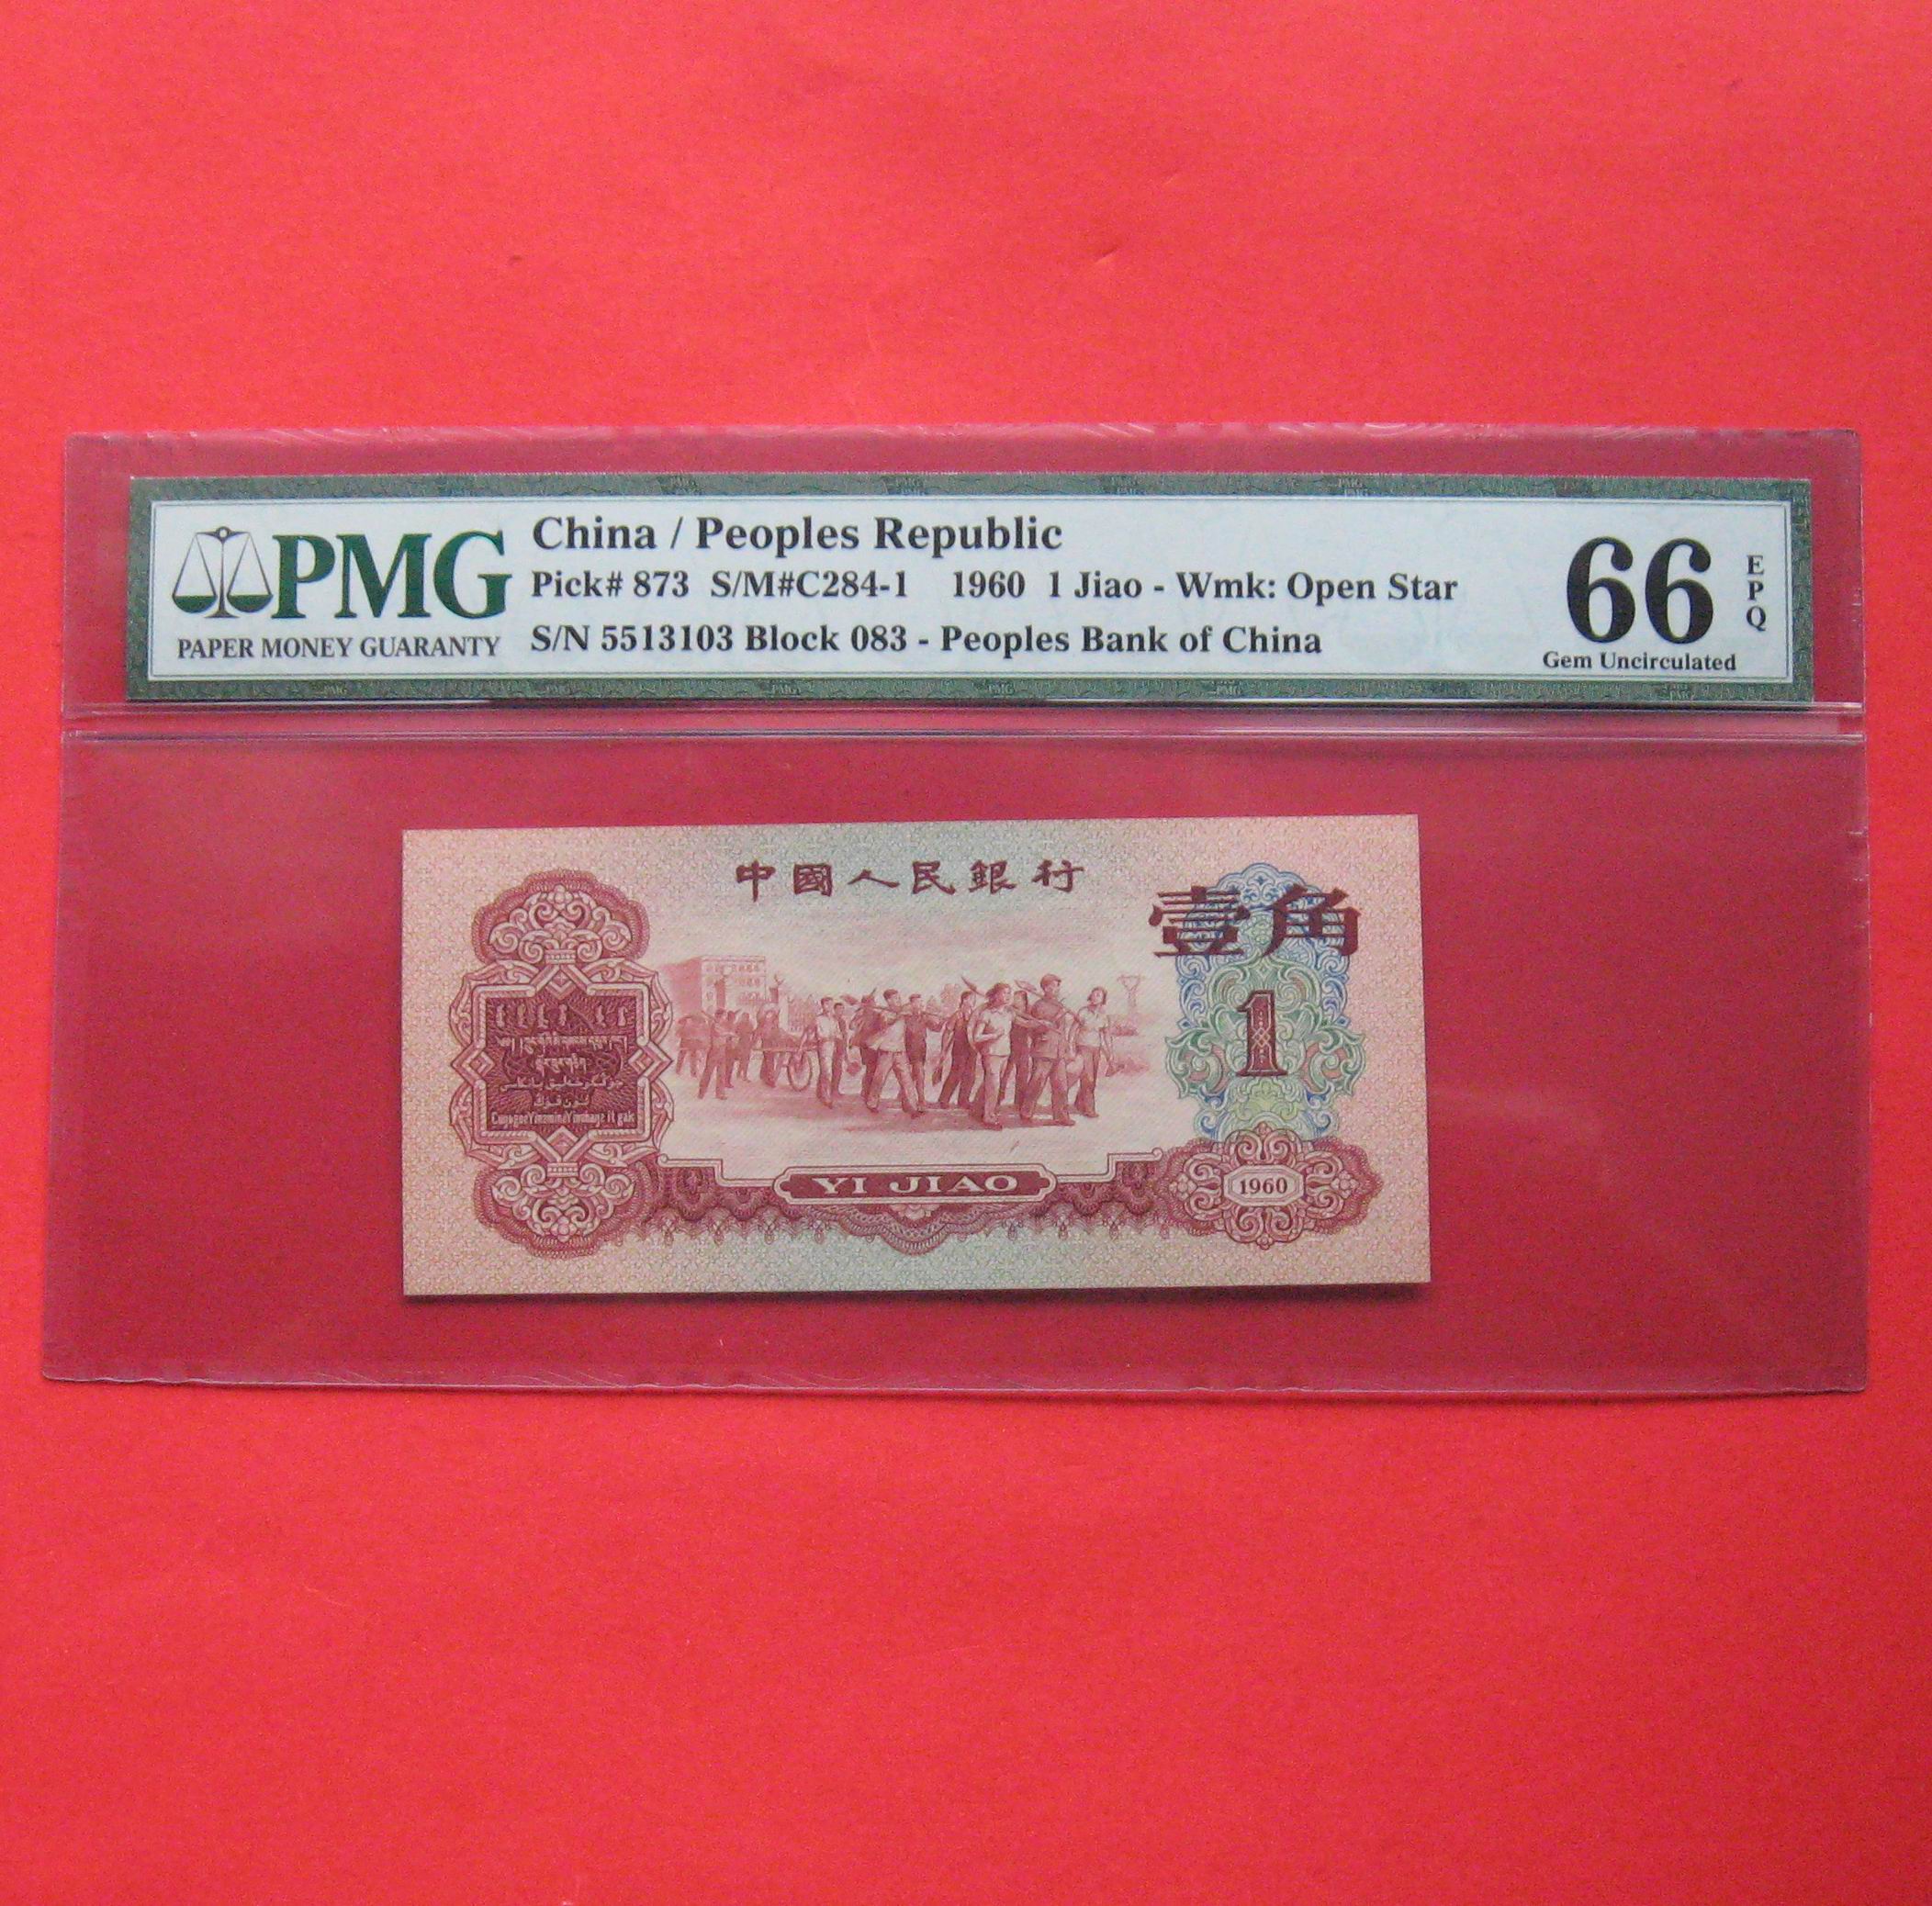 PMG
PAPER MONEY GUARANTY
China / Peoples Republic
Pick# 873 S/M#C284-1 1960 1 Jiao - Wmk: Open Star
S/N 5513103 Block 083 - Peoples Bank of China
66
EPQ
Gem Uncirculated
中國人民銀行
壹角
1
YI JIAO
1960